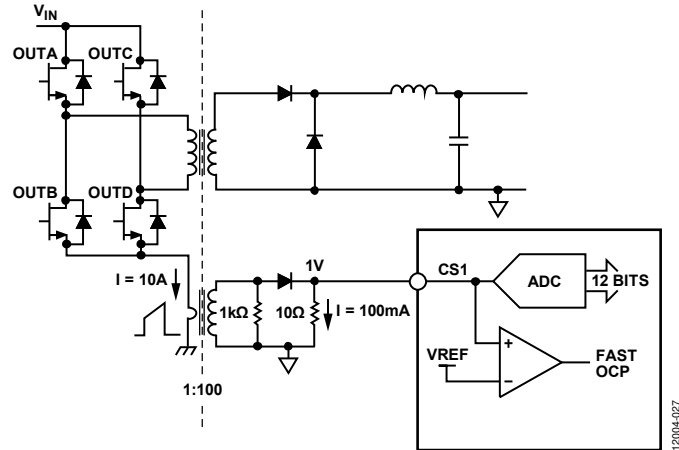 VIN
OUTA
OUTC
OUTB
OUTD
I = 10A
1V
CS1
ADC
12 BITS
1kΩ
10Ω
I = 100mA
VREF
+
−
FAST
OCP
1:100
12004-027